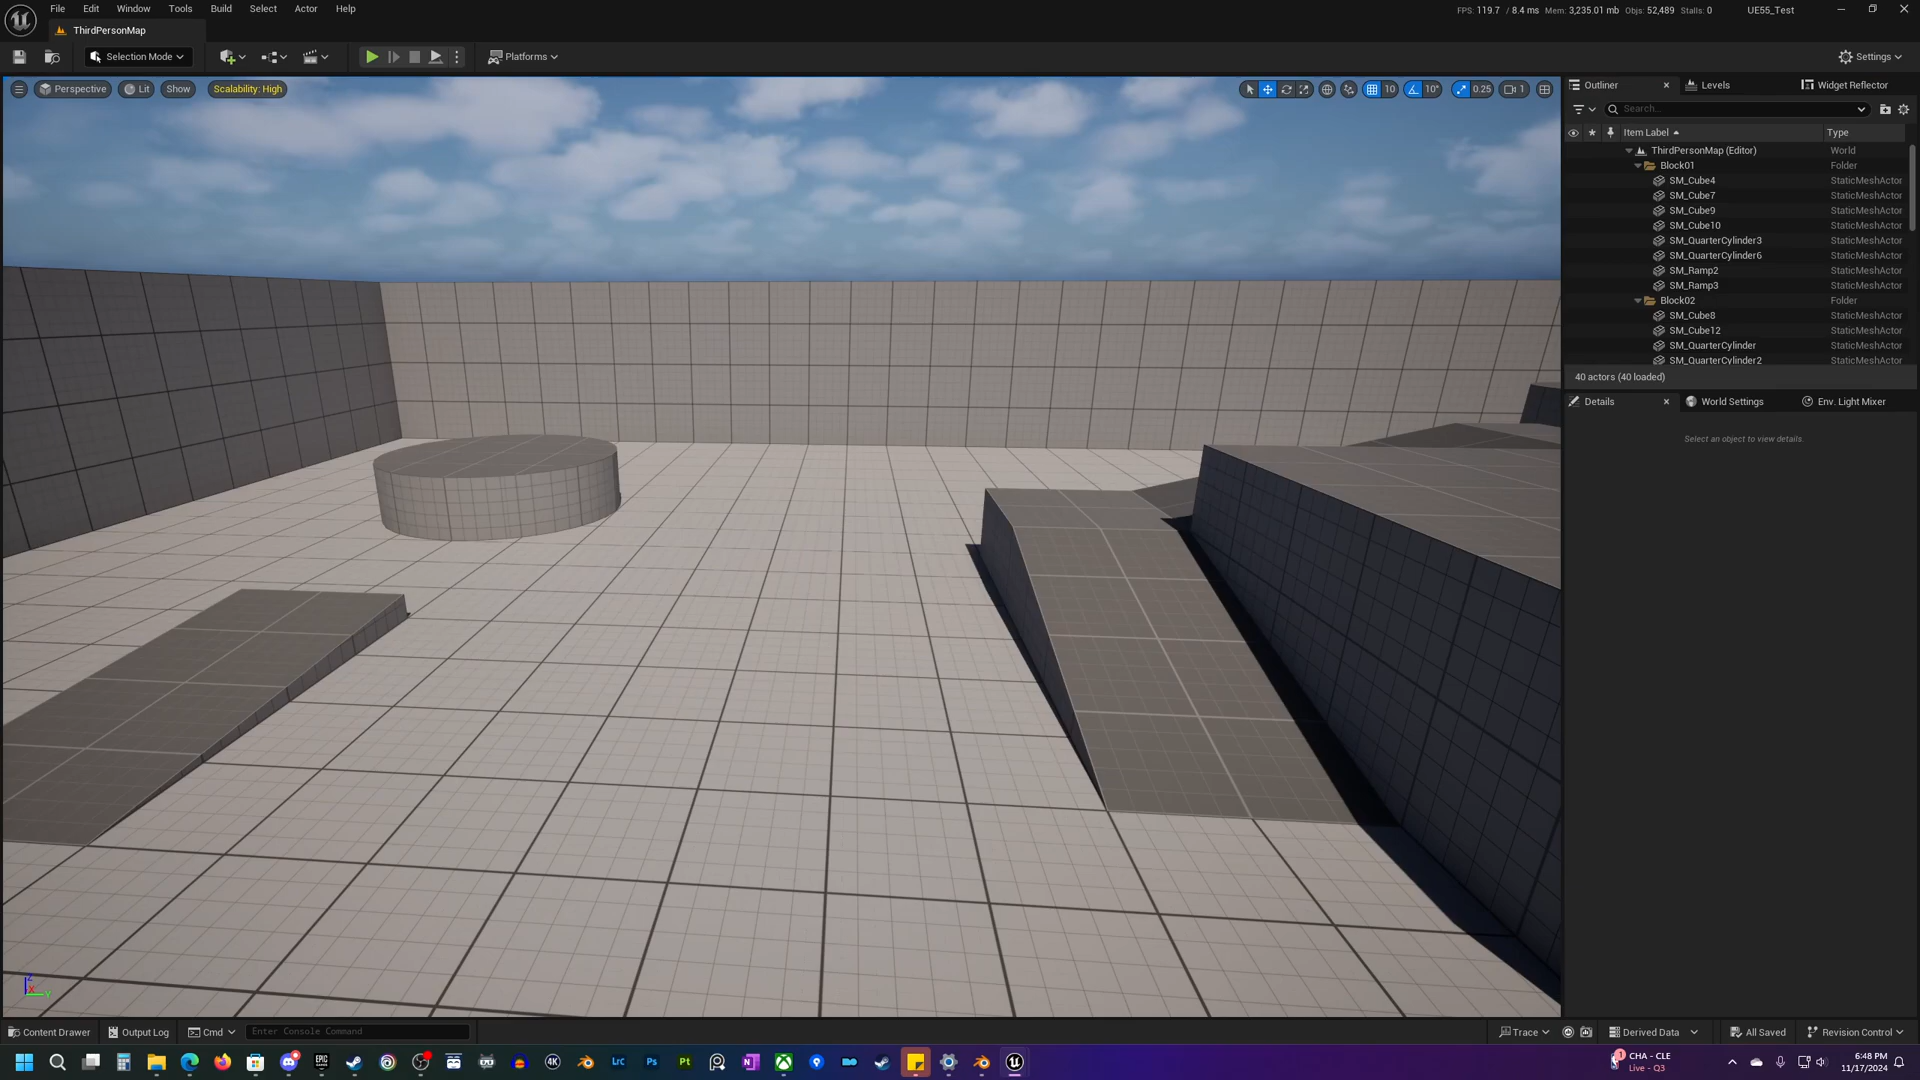 File Edit Window Tools Build Select Actor Help
FPS: 119.7 / 8.4 ms Mem: 3,235.01 mb Objs: 52,489 Stalls: 0
UE55_Test
ThirdPersonMap
Selection Mode
Platforms
Settings
Perspective
Lit
Show
Scalability: High
10
10°
0.25
1
Outliner
Levels
Widget Reflector
Search...
Item Label
Type
ThirdPersonMap (Editor) World
Block01 Folder
SM_Cube4 StaticMeshActor
SM_Cube7 StaticMeshActor
SM_Cube9 StaticMeshActor
SM_Cube10 StaticMeshActor
SM_QuarterCylinder3 StaticMeshActor
SM_QuarterCylinder6 StaticMeshActor
SM_Ramp2 StaticMeshActor
SM_Ramp3 StaticMeshActor
Block02 Folder
SM_Cube8 StaticMeshActor
SM_Cube12 StaticMeshActor
SM_QuarterCylinder StaticMeshActor
SM_QuarterCylinder2 StaticMeshActor
40 actors (40 loaded)
Details
World Settings
Env. Light Mixer
Select an object to view details.
Z
X
Y
Content Drawer
Output Log
Cmd
Enter Console Command
Trace
Derived Data
All Saved
Revision Control
EPIC
4K
LrC
Ps
Pt
N
1
CHA - CLE
Live - Q3
6:48 PM
11/17/2024